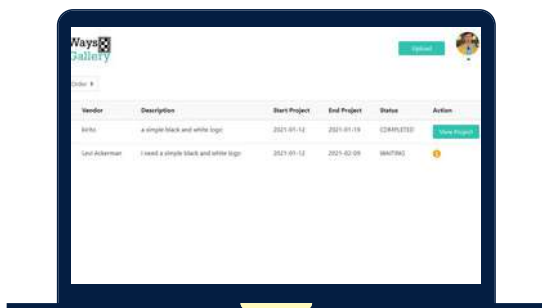 Ways
Gallery
Upload
Order
Vendor Description Start Project End Project Status Action
a simple black and white logo 2021-01-12 2021-01-19 COMPLETED View Project
Levi Ackerman I need a simple black and white logo 2021-01-12 2021-02-09 WAITING